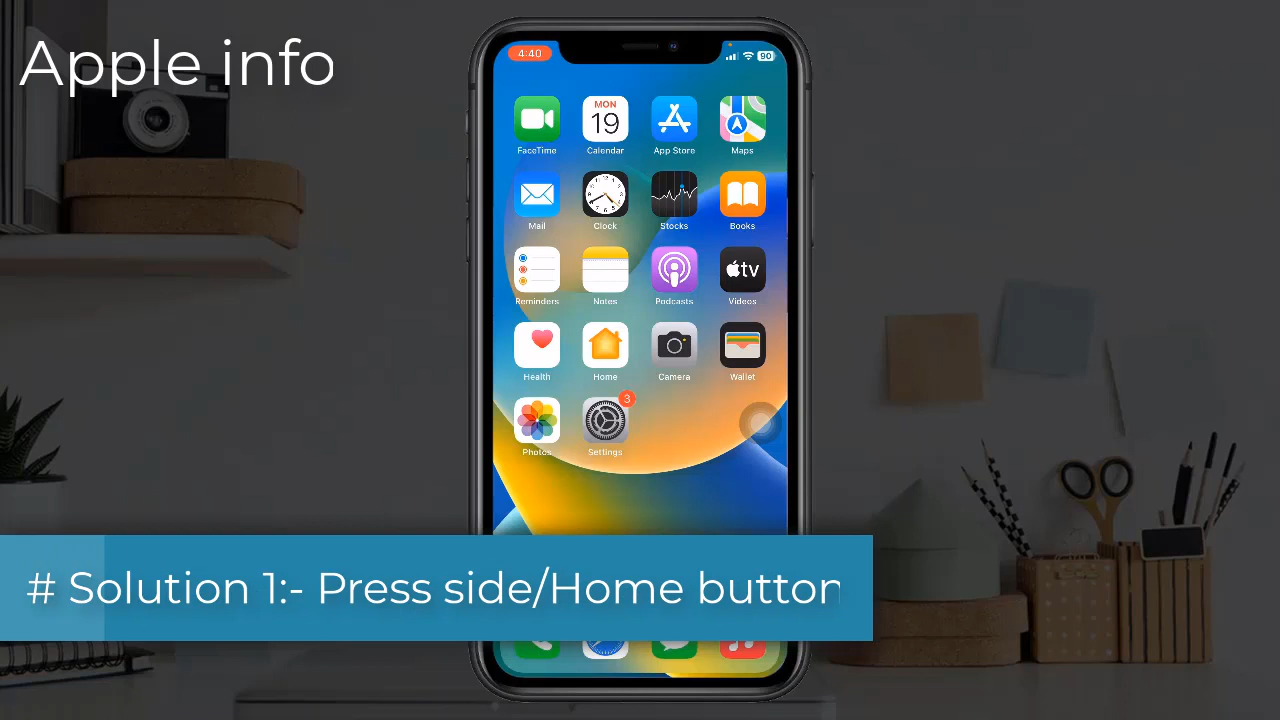 Apple info
4:40
90
MON
19
FaceTime
Calendar
App Store
Maps
Mail
Clock
Stocks
Books
tv
Reminders
Notes
Podcasts
Videos
Health
Home
Camera
Wallet
3
Photos
Settings
# Solution 1:- Press side/Home button